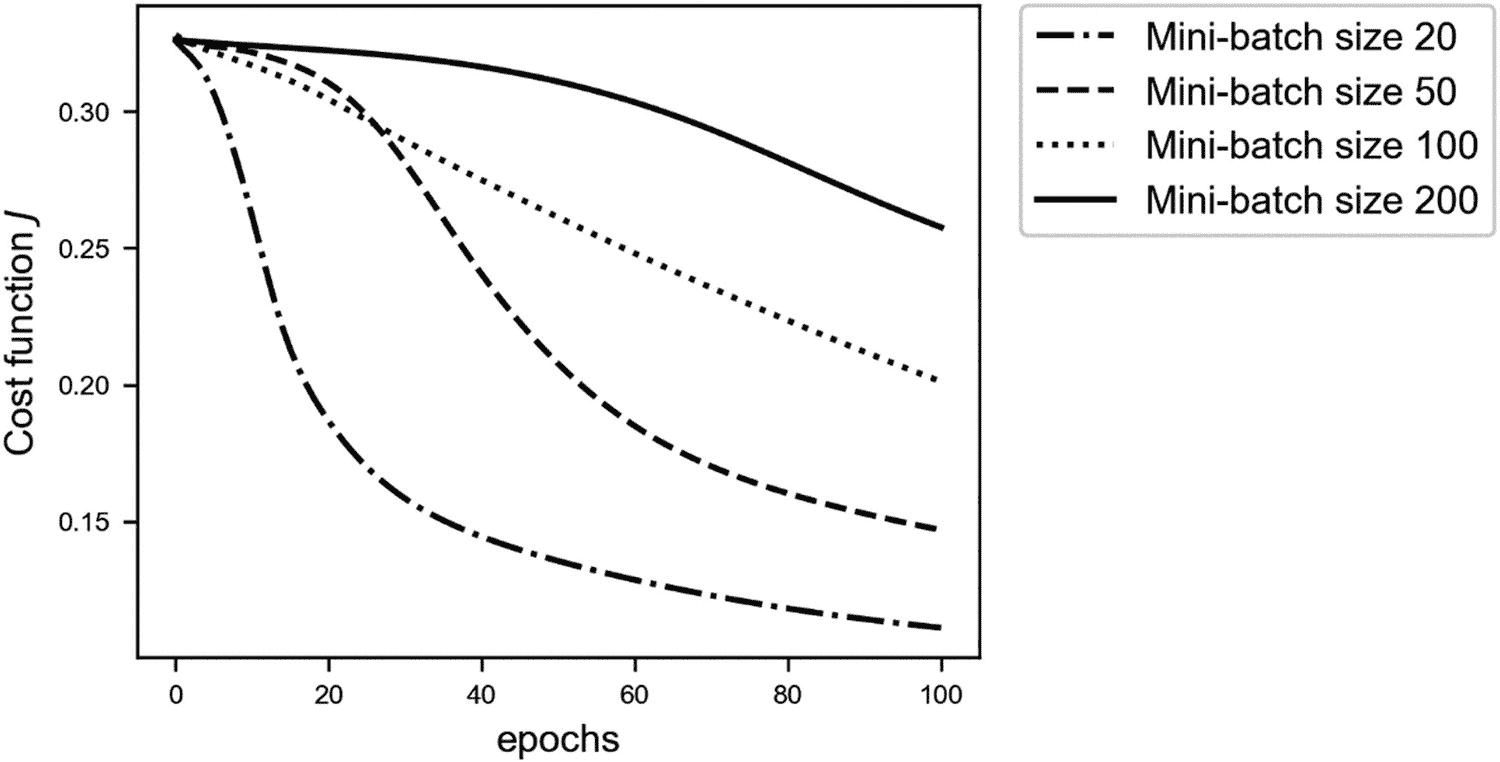 Cost function J
0.30
0.25
0.20
0.15
0
20
40
60
80
100
epochs
Mini-batch size 20
Mini-batch size 50
Mini-batch size 100
Mini-batch size 200